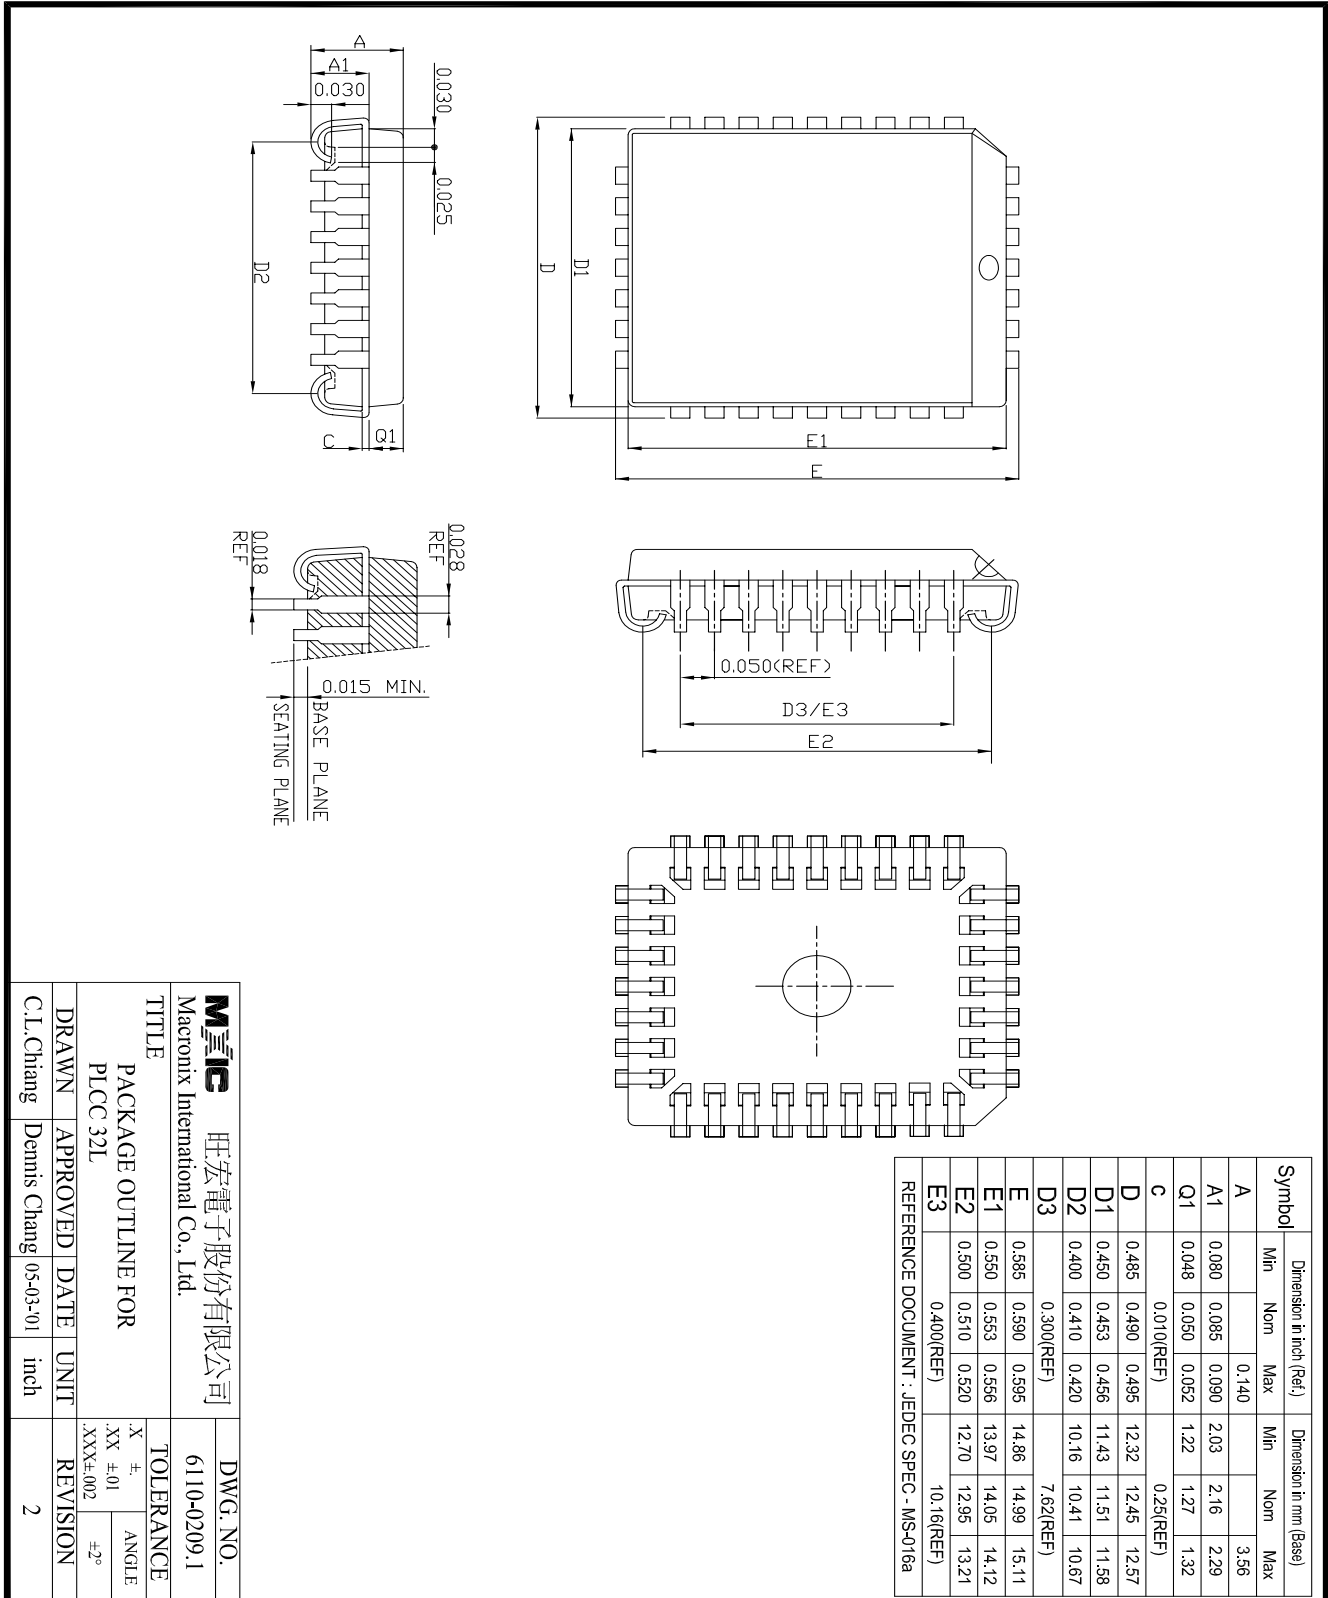 A
A1
0.030
0.030
0.025
D2
C
Q1
D
D1
E1
E
0.018
REF
0.028
REF
0.015 MIN.
BASE PLANE
SEATING PLANE
0.050(REF)
D3/E3
E2
Symbol Dimension in inch (Ref.) Dimension in mm (Base)
Min Nom Max Min Nom Max
A 0.140 3.56
A1 0.080 0.085 0.090 2.03 2.16 2.29
Q1 0.048 0.050 0.052 1.22 1.27 1.32
C 0.010(REF) 0.25(REF)
D 0.485 0.490 0.495 12.32 12.45 12.57
D1 0.450 0.453 0.456 11.43 11.51 11.58
D2 0.400 0.410 0.420 10.16 10.41 10.67
D3 0.300(REF) 7.62(REF)
E 0.585 0.590 0.595 14.86 14.99 15.11
E1 0.550 0.553 0.556 13.97 14.05 14.12
E2 0.500 0.510 0.520 12.70 12.95 13.21
E3 0.400(REF) 10.16(REF)
REFERENCE DOCUMENT : JEDEC SPEC - MS-016a
MXIC 旺宏電子股份有限公司
Macronix International Co., Ltd.
DWG. NO.
6110-0209.1
TITLE
PACKAGE OUTLINE FOR
PLCC 32L
TOLERANCE
.X ±.
.XX ±.01
.XXX±.002
ANGLE
±2°
DRAWN APPROVED DATE UNIT REVISION
C.L.Chiang Dennis Chang 05-03-'01 inch 2